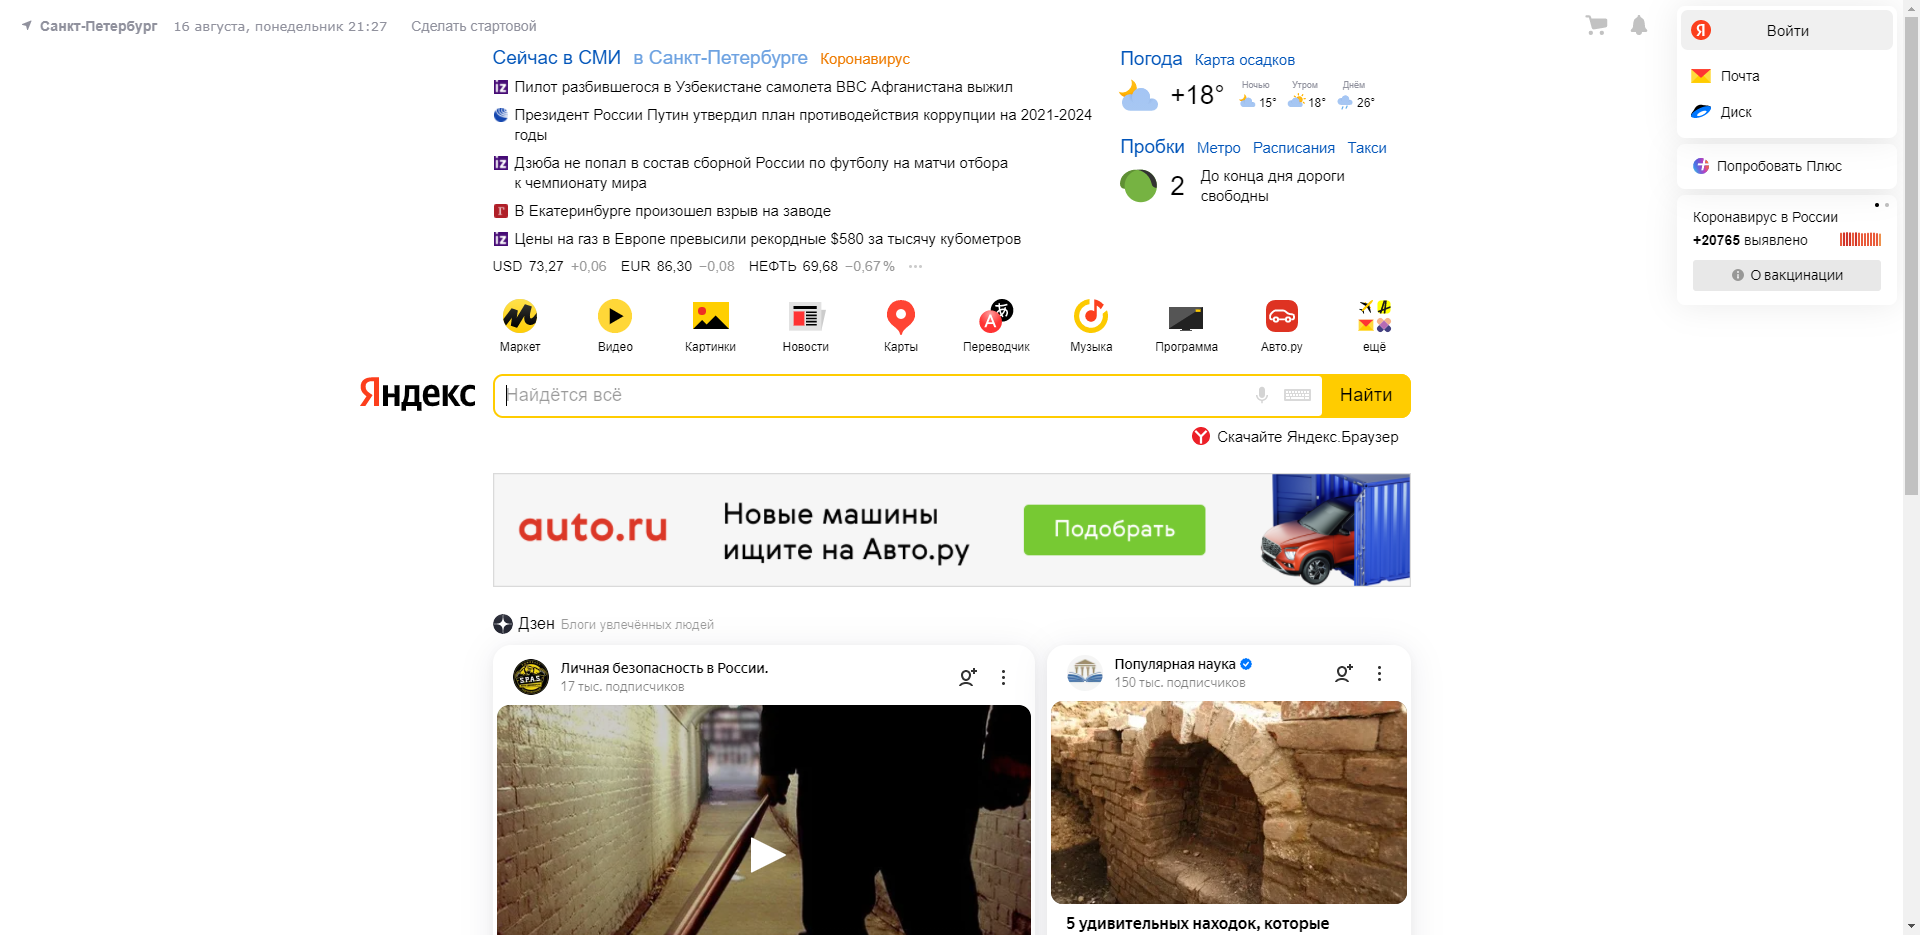 Санкт-Петербург 16 августа, понедельник 21:27 Сделать стартовой
Войти
Почта
Диск
Попробовать Плюс
Коронавирус в России
+20765 выявлено
О вакцинации
Сейчас в СМИ в Санкт-Петербурге Коронавирус
Пилот разбившегося в Узбекистане самолета ВВС Афганистана выжил
Президент России Путин утвердил план противодействия коррупции на 2021-2024
годы
Дзюба не попал в состав сборной России по футболу на матчи отбора
к чемпионату мира
В Екатеринбурге произошел взрыв на заводе
Цены на газ в Европе превысили рекордные $580 за тысячу кубометров
USD 73,27 +0,06 EUR 86,30 −0,08 НЕФТЬ 69,68 −0,67%
Погода Карта осадков
+18°
Ночью 15° Утром 18° Днём 26°
Пробки Метро Расписания Такси
2
До конца дня дороги
свободны
Маркет Видео Картинки Новости Карты Переводчик Музыка Программа Авто.ру ещё
Яндекс
Найдётся всё
Найти
Скачайте Яндекс.Браузер
auto.ru
Новые машины
ищите на Авто.ру
Подобрать
Дзен Блоги увлечённых людей
S.P.A.S.
Личная безопасность в России.
17 тыс. подписчиков
Популярная наука
150 тыс. подписчиков
5 удивительных находок, которые